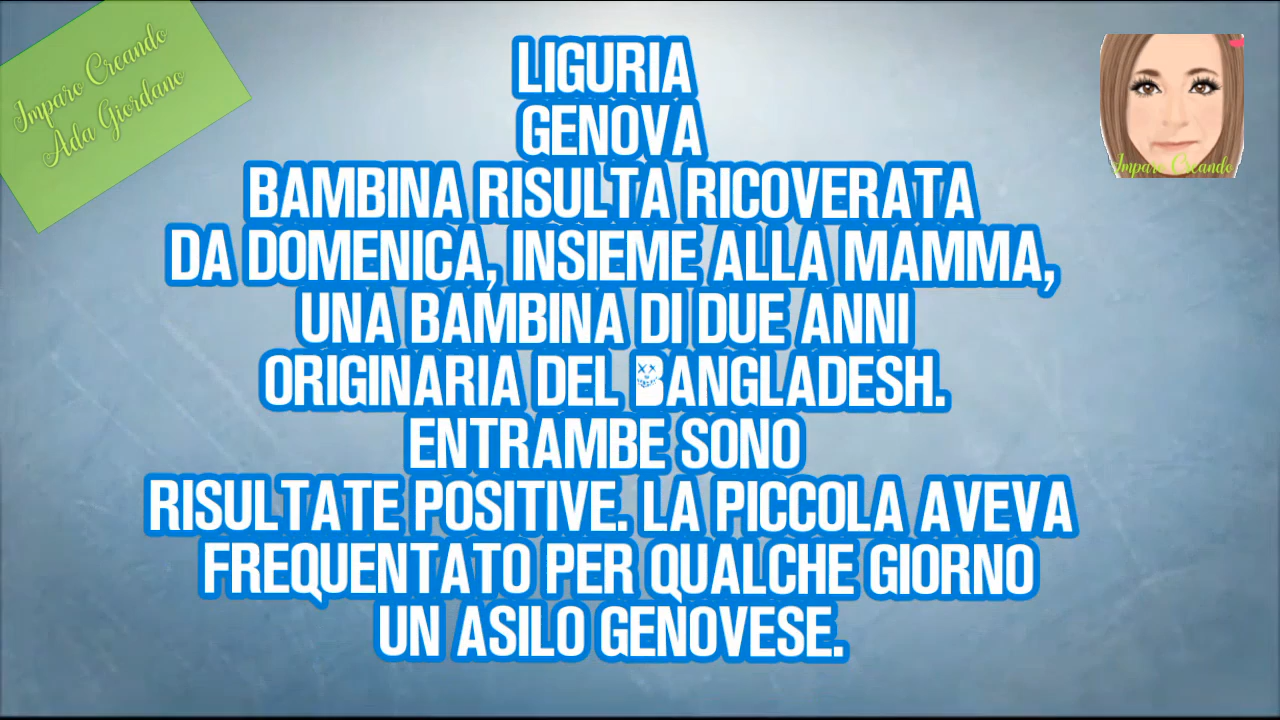 Imparo Creando
Ada Giordano
LIGURIA
GENOVA
BAMBINA RISULTA RICOVERATA
DA DOMENICA, INSIEME ALLA MAMMA,
UNA BAMBINA DI DUE ANNI
ORIGINARIA DEL BANGLADESH.
ENTRAMBE SONO
RISULTATE POSITIVE. LA PICCOLA AVEVA
FREQUENTATO PER QUALCHE GIORNO
UN ASILO GENOVESE.
Imparo Creando